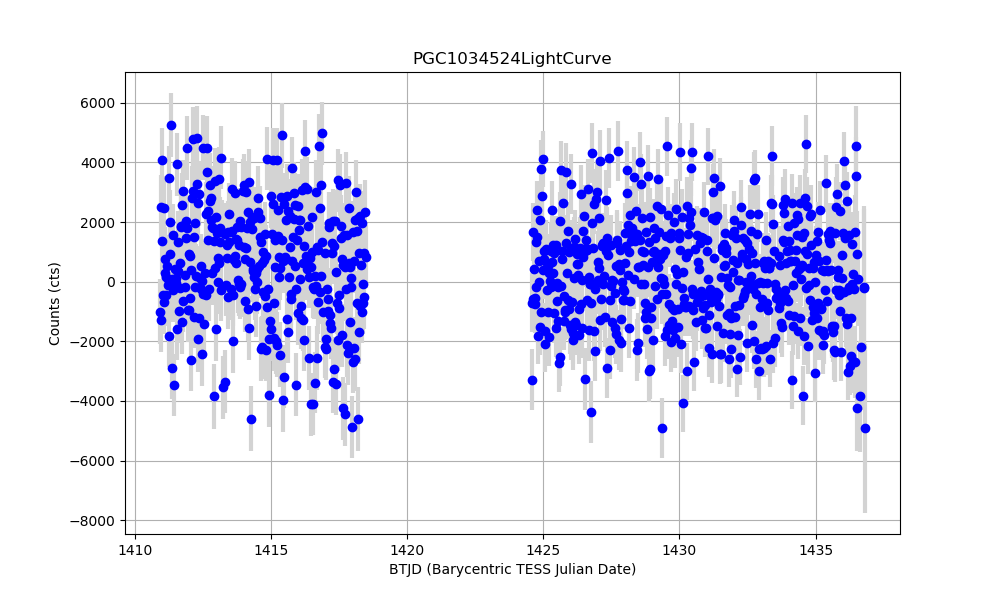 PGC1034524LightCurve
6000
4000
2000
0
−2000
−4000
−6000
−8000
Counts (cts)
1410 1415 1420 1425 1430 1435
BTJD (Barycentric TESS Julian Date)